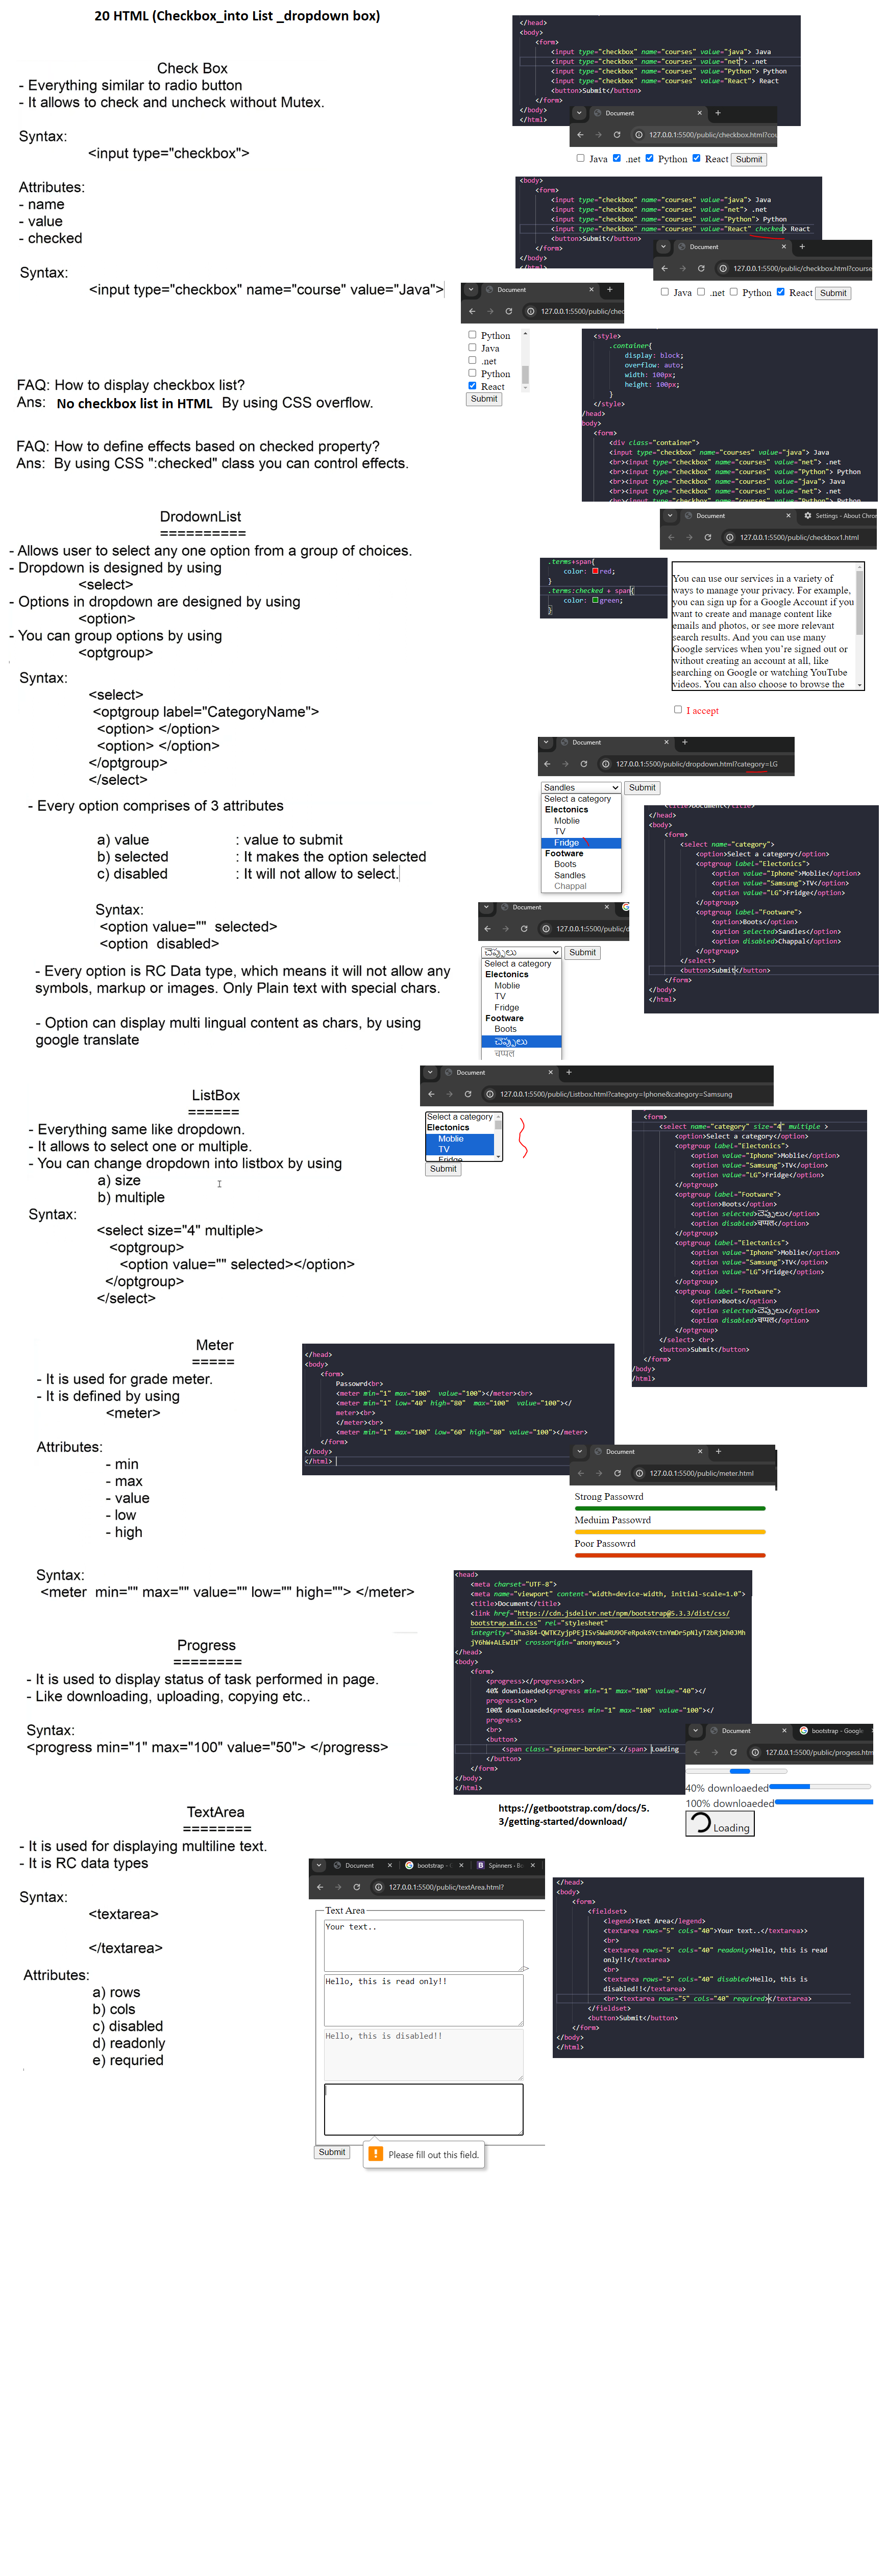 20 HTML (Checkbox_into List _dropdown box)
Check Box
- Everything similar to radio button
- It allows to check and uncheck without Mutex.
Syntax:
<input type="checkbox">
Attributes:
- name
- value
- checked
Syntax:
<input type="checkbox" name="course" value="Java">
</head>
<body>
<form>
<input type="checkbox" name="courses" value="java"> Java
<input type="checkbox" name="courses" value="net"> .net
<input type="checkbox" name="courses" value="Python"> Python
<input type="checkbox" name="courses" value="React"> React
<button>Submit</button>
</form>
</body>
</html>
Document
127.0.0.1:5500/public/checkbox.html?cou
Java .net Python React Submit
<body>
<form>
<input type="checkbox" name="courses" value="java"> Java
<input type="checkbox" name="courses" value="net"> .net
<input type="checkbox" name="courses" value="Python"> Python
<input type="checkbox" name="courses" value="React" checked> React
<button>Submit</button>
</form>
</body>
</html>
Document
127.0.0.1:5500/public/checkbox.html?course
Java .net Python React Submit
Document
127.0.0.1:5500/public/chec
Python
Java
.net
Python
React
Submit
<style>
.container{
display: block;
overflow: auto;
width: 100px;
height: 100px;
}
</style>
/head>
body>
<form>
<div class="container">
<input type="checkbox" name="courses" value="java"> Java
<br><input type="checkbox" name="courses" value="net"> .net
<br><input type="checkbox" name="courses" value="Python"> Python
<br><input type="checkbox" name="courses" value="java"> Java
<br><input type="checkbox" name="courses" value="net"> .net
<br><input type="checkbox" name="courses" value="Python"> Python
FAQ: How to display checkbox list?
Ans: No checkbox list in HTML By using CSS overflow.
FAQ: How to define effects based on checked property?
Ans: By using CSS ":checked" class you can control effects.
DrodownList
==========
- Allows user to select any one option from a group of choices.
- Dropdown is designed by using
<select>
- Options in dropdown are designed by using
<option>
- You can group options by using
<optgroup>
Syntax:
<select>
<optgroup label="CategoryName">
<option> </option>
<option> </option>
</optgroup>
</select>
Document
Settings - About Chron
127.0.0.1:5500/public/checkbox1.html
.terms+span{
color: red;
}
.terms:checked + span{
color: green;
}
You can use our services in a variety of
ways to manage your privacy. For example,
you can sign up for a Google Account if you
want to create and manage content like
emails and photos, or see more relevant
search results. And you can use many
Google services when you're signed out or
without creating an account at all, like
searching on Google or watching YouTube
videos. You can also choose to browse the
I accept
- Every option comprises of 3 attributes
a) value : value to submit
b) selected : It makes the option selected
c) disabled : It will not allow to select.
Syntax:
<option value="" selected>
<option disabled>
- Every option is RC Data type, which means it will not allow any
symbols, markup or images. Only Plain text with special chars.
- Option can display multi lingual content as chars, by using
google translate
Document
127.0.0.1:5500/public/dropdown.html?category=LG
Sandles Submit
Select a category
Electonics
Moblie
TV
Fridge
Footware
Boots
Sandles
Chappal
<title>Document</title>
</head>
<body>
<form>
<select name="category">
<option>Select a category</option>
<optgroup label="Electonics">
<option value="Iphone">Moblie</option>
<option value="Samsung">TV</option>
<option value="LG">Fridge</option>
</optgroup>
<optgroup label="Footware">
<option>Boots</option>
<option selected>Sandles</option>
<option disabled>Chappal</option>
</optgroup>
</select>
<button>Submit</button>
</form>
</body>
</html>
Document
127.0.0.1:5500/public/d
చెప్పులు Submit
Select a category
Electonics
Moblie
TV
Fridge
Footware
Boots
చెప్పులు
चप्पल
ListBox
======
- Everything same like dropdown.
- It allows to select one or multiple.
- You can change dropdown into listbox by using
a) size
b) multiple
Syntax:
<select size="4" multiple>
<optgroup>
<option value="" selected></option>
</optgroup>
</select>
Document
127.0.0.1:5500/public/Listbox.html?category=Iphone&category=Samsung
Select a category
Electonics
Moblie
TV
Fridge
Submit
<form>
<select name="category" size="4" multiple >
<option>Select a category</option>
<optgroup label="Electonics">
<option value="Iphone">Moblie</option>
<option value="Samsung">TV</option>
<option value="LG">Fridge</option>
</optgroup>
<optgroup label="Footware">
<option>Boots</option>
<option selected>చెప్పులు</option>
<option disabled>चप्पल</option>
</optgroup>
<optgroup label="Electonics">
<option value="Iphone">Moblie</option>
<option value="Samsung">TV</option>
<option value="LG">Fridge</option>
</optgroup>
<optgroup label="Footware">
<option>Boots</option>
<option selected>చెప్పులు</option>
<option disabled>चप्पल</option>
</optgroup>
</select> <br>
<button>Submit</button>
</form>
/body>
/html>
Meter
=====
- It is used for grade meter.
- It is defined by using
<meter>
Attributes:
- min
- max
- value
- low
- high
Syntax:
<meter min="" max="" value="" low="" high=""> </meter>
</head>
<body>
<form>
Passowrd<br>
<meter min="1" max="100" value="100"></meter><br>
<meter min="1" low="40" high="80" max="100" value="100"></
meter><br>
</meter><br>
<meter min="1" max="100" low="60" high="80" value="100"></meter>
</form>
</body>
</html>
Document
127.0.0.1:5500/public/meter.html
Strong Passowrd
Meduim Passowrd
Poor Passowrd
Progress
========
- It is used to display status of task performed in page.
- Like downloading, uploading, copying etc..
Syntax:
<progress min="1" max="100" value="50"> </progress>
<head>
<meta charset="UTF-8">
<meta name="viewport" content="width=device-width, initial-scale=1.0">
<title>Document</title>
<link href="https://cdn.jsdelivr.net/npm/bootstrap@5.3.3/dist/css/
bootstrap.min.css" rel="stylesheet"
integrity="sha384-QWTKZyjpPEjISv5WaRU9OFeRpok6YctnYmDr5pNlyT2bRjXh0JMh
jY6hW+ALEwIH" crossorigin="anonymous">
</head>
<body>
<form>
<progress></progress><br>
40% downloaeded<progress min="1" max="100" value="40"></
progress><br>
100% downloaeded<progress min="1" max="100" value="100"></
progress>
<br>
<button>
<span class="spinner-border"> </span> Loading
</button>
</form>
</body>
</html>
Document
bootstrap - Google
127.0.0.1:5500/public/progess.htm
40% downloaeded
100% downloaeded
Loading
https://getbootstrap.com/docs/5.
3/getting-started/download/
TextArea
========
- It is used for displaying multiline text.
- It is RC data types
Syntax:
<textarea>
</textarea>
Attributes:
a) rows
b) cols
c) disabled
d) readonly
e) requried
Document
bootstrap -
Spinners - B
127.0.0.1:5500/public/textArea.html?
Text Area
Your text..
>
Hello, this is read only!!
Hello, this is disabled!!
Submit
Please fill out this field.
</head>
<body>
<form>
<fieldset>
<legend>Text Area</legend>
<textarea rows="5" cols="40">Your text..</textarea>>
<br>
<textarea rows="5" cols="40" readonly>Hello, this is read
only!!</textarea>
<br>
<textarea rows="5" cols="40" disabled>Hello, this is
disabled!!</textarea>
<br><textarea rows="5" cols="40" required></textarea>
</fieldset>
<button>Submit</button>
</form>
</body>
</html>